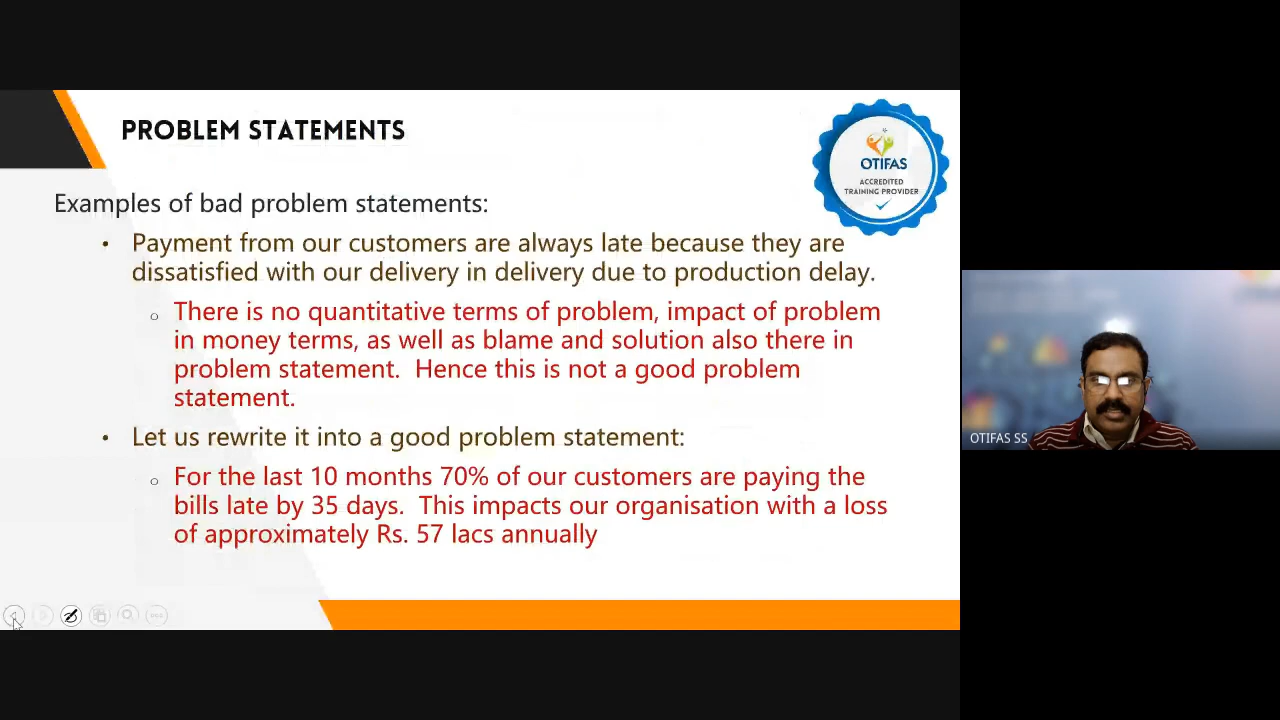 PROBLEM STATEMENTS
OTIFAS
ACCREDITED
TRAINING PROVIDER
Examples of bad problem statements:
• Payment from our customers are always late because they are
dissatisfied with our delivery in delivery due to production delay.
o There is no quantitative terms of problem, impact of problem
in money terms, as well as blame and solution also there in
problem statement.  Hence this is not a good problem
statement.
• Let us rewrite it into a good problem statement:
o For the last 10 months 70% of our customers are paying the
bills late by 35 days.  This impacts our organisation with a loss
of approximately Rs. 57 lacs annually
OTIFAS SS